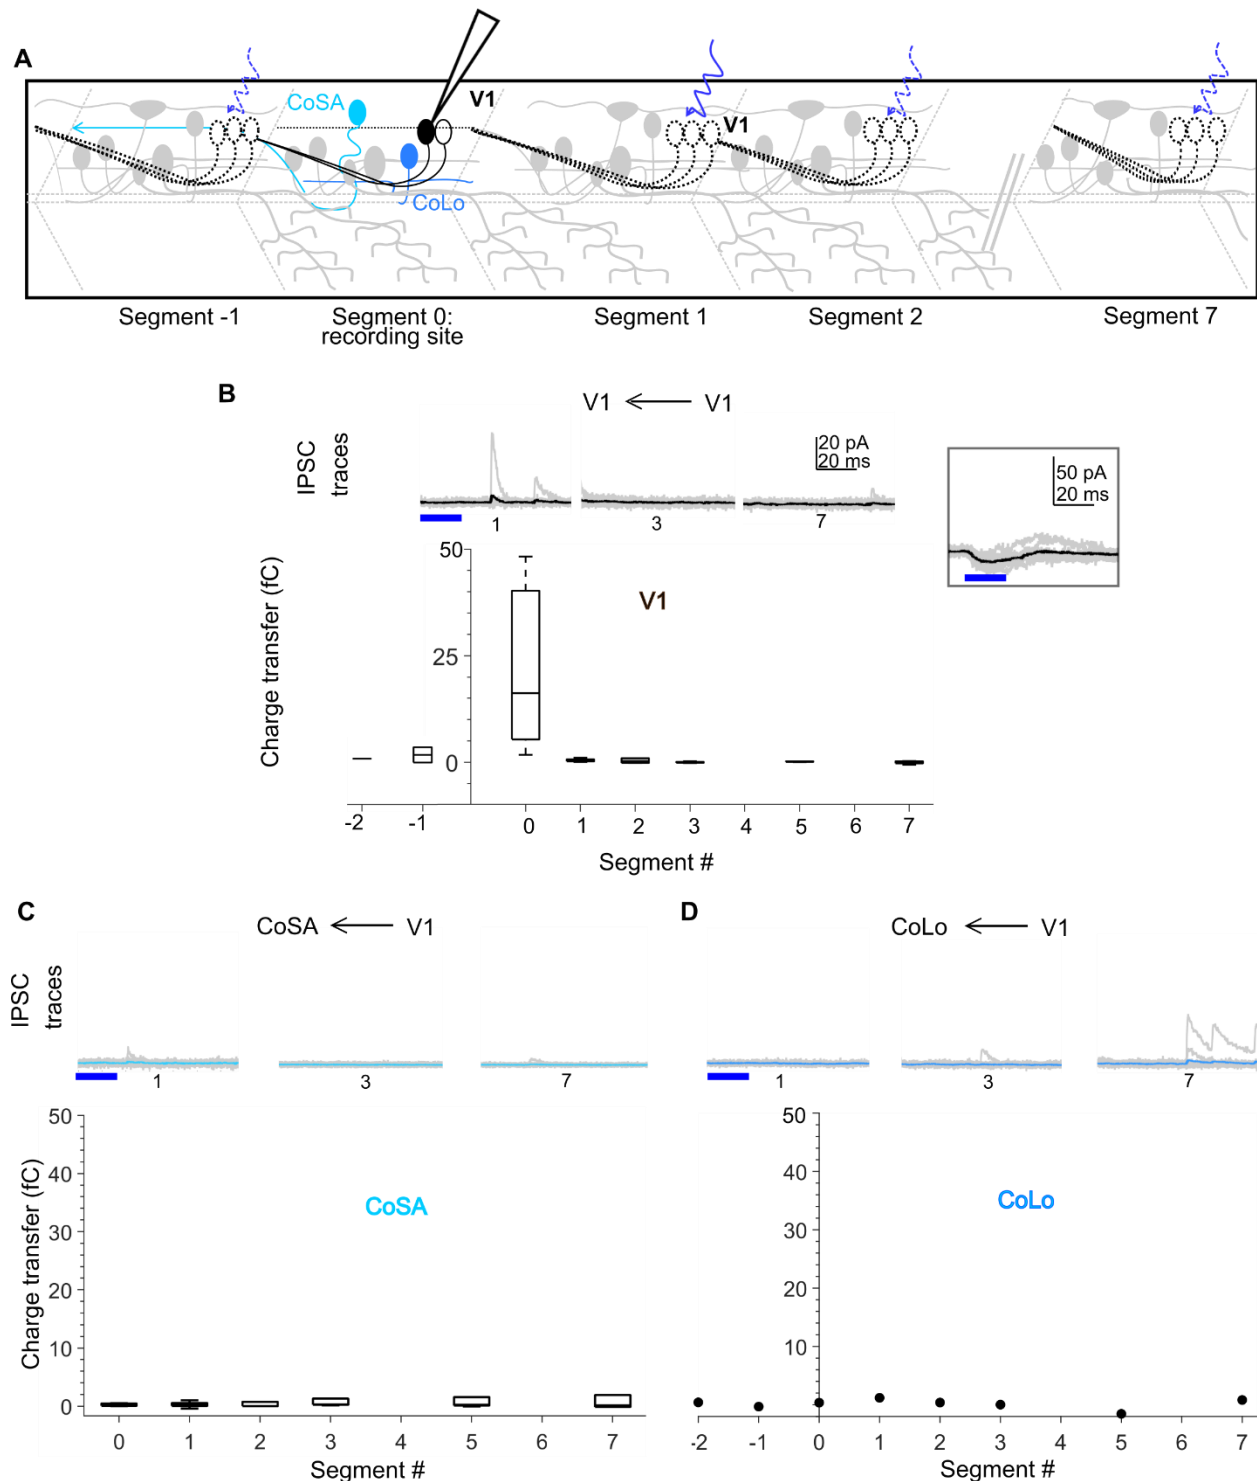 A
CoSA
V1
V1
CoLo
Segment -1
Segment 0:
recording site
Segment 1
Segment 2
Segment 7
B
V1 ← V1
IPSC
traces
20 pA
20 ms
50 pA
20 ms
1
3
7
Charge transfer (fC)
50
25
0
V1
-2
-1
0
1
2
3
4
5
6
7
Segment #
C
CoSA ← V1
IPSC
traces
1
3
7
Charge transfer (fC)
50
40
30
20
10
0
CoSA
0
1
2
3
4
5
6
7
Segment #
D
CoLo ← V1
1
3
7
50
40
30
20
10
CoLo
-2
-1
0
1
2
3
4
5
6
7
Segment #